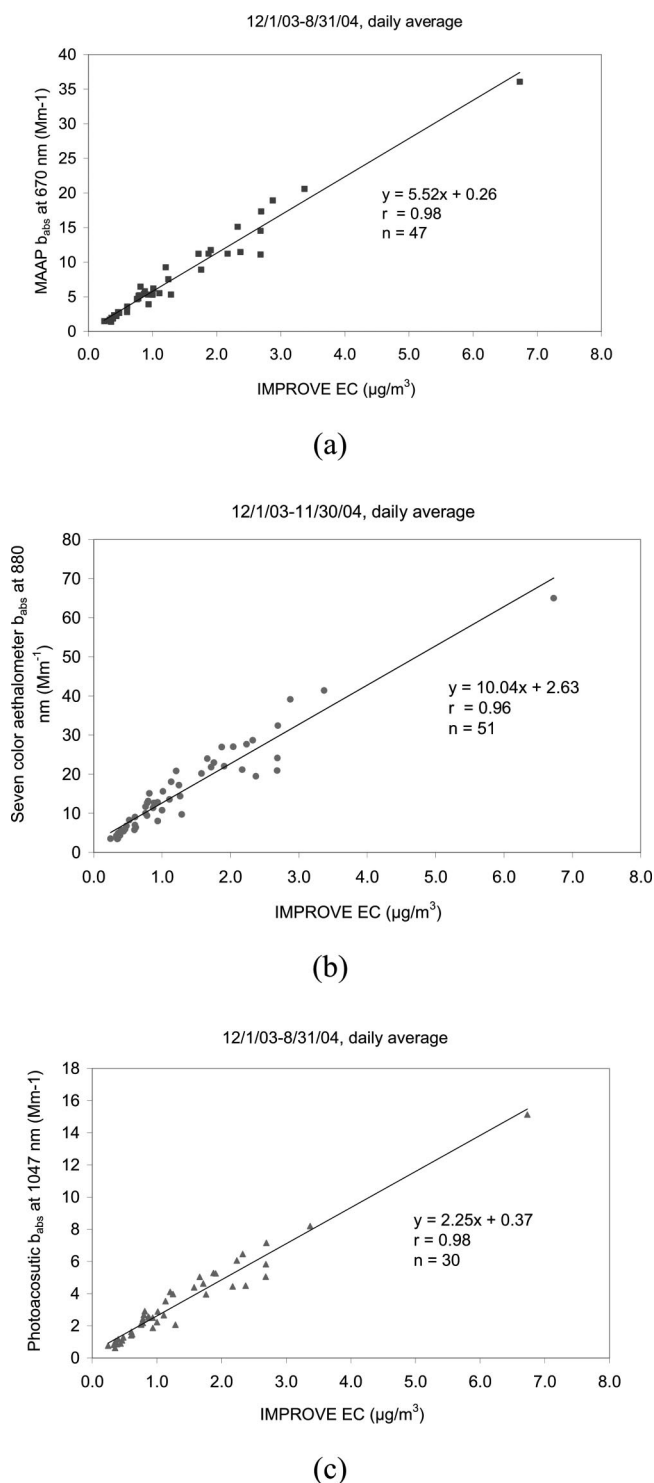 12/1/03-8/31/04, daily average
40
35
30
25
20
15
10
5
0
MAAP babs at 670 nm (Mm-1)
y = 5.52x + 0.26
r = 0.98
n = 47
0.0 1.0 2.0 3.0 4.0 5.0 6.0 7.0 8.0
IMPROVE EC (µg/m³)
(a)
12/1/03-11/30/04, daily average
80
70
60
50
40
30
20
10
0
Seven color aethalometer babs at 880
nm (Mm⁻¹)
y = 10.04x + 2.63
r = 0.96
n = 51
0.0 1.0 2.0 3.0 4.0 5.0 6.0 7.0 8.0
IMPROVE EC (µg/m³)
(b)
12/1/03-8/31/04, daily average
18
16
14
12
10
8
6
4
2
0
Photoacosutic babs at 1047 nm (Mm-1)
y = 2.25x + 0.37
r = 0.98
n = 30
0.0 1.0 2.0 3.0 4.0 5.0 6.0 7.0 8.0
IMPROVE EC (µg/m³)
(c)